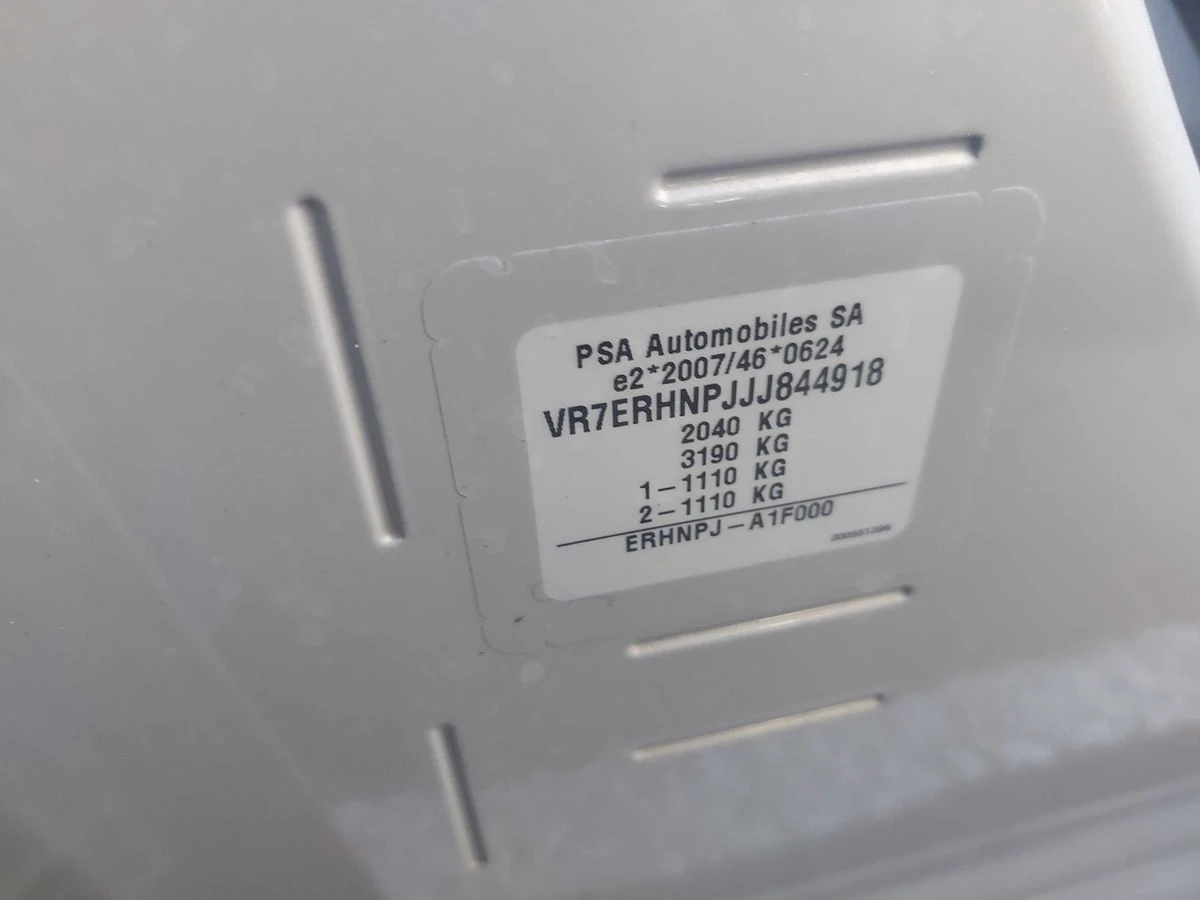 PSA Automobiles SA
e2*2007/46*0624
VR7ERHNPJJJ844918
2040 KG
3190 KG
1-1110 KG
2-1110 KG
ERHNPJ-A1F000